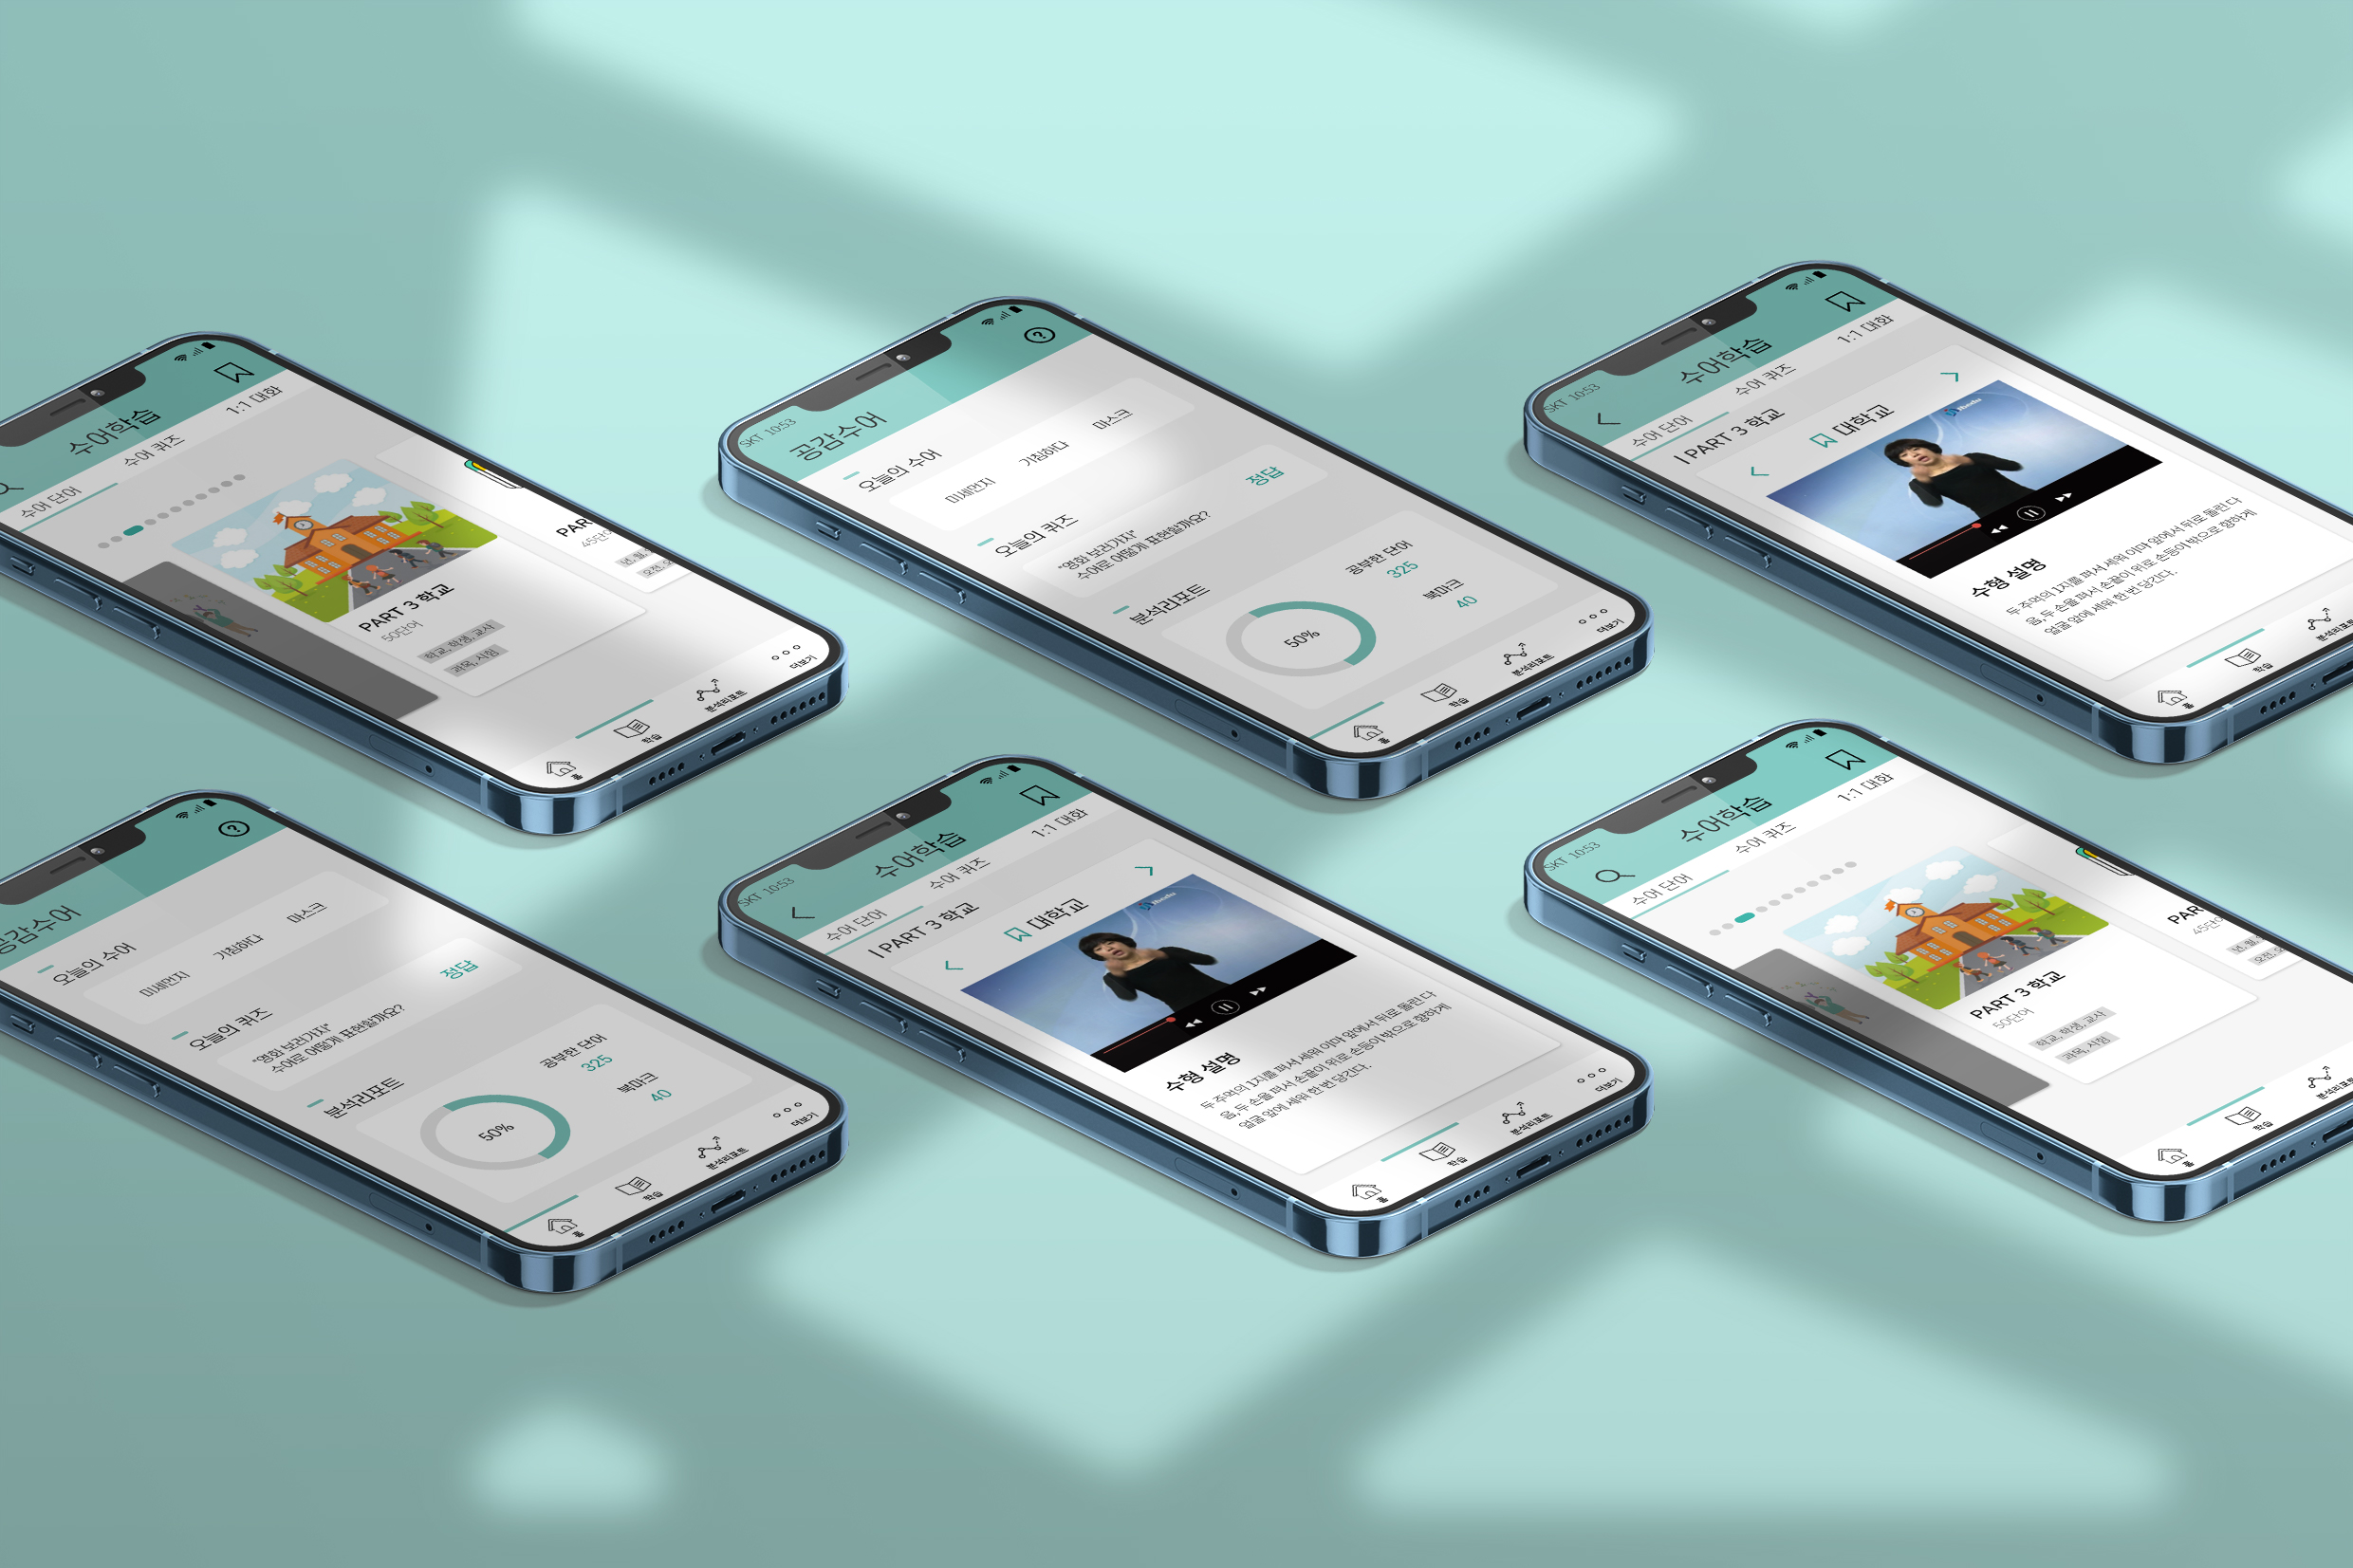 수어학습
수어 단어
수어 퀴즈
1:1 대화
PART 3 학교
50단어
학교, 학생, 교사
과목, 시험
PAR
45단어
년, 월,
오전, 오
학습
분석리포트
더보기
홈
SKT 10:53
공감수어
오늘의 수어
미세먼지
기침하다
마스크
오늘의 퀴즈
정답
"영화 보러가자"
수어로 어떻게 표현할까요?
분석리포트
50%
공부한 단어
325
북마크
40
홈
학습
분석리포트
더보기
SKT 10:53
수어학습
수어 단어
수어 퀴즈
1:1 대화
| PART 3 학교
대학교
수형 설명
두 주먹의 1지를 펴서 세워 이마 앞에서 뒤로 돌린 다
음, 두 손을 펴서 손끝이 위로 손등이 밖으로 향하게
얼굴 앞에 세워 한 번 당긴다.
홈
학습
분석리포트
공감수어
오늘의 수어
미세먼지
기침하다
마스크
오늘의 퀴즈
정답
"영화 보러가자"
수어로 어떻게 표현할까요?
분석리포트
50%
공부한 단어
325
북마크
40
홈
학습
분석리포트
더보기
SKT 10:53
수어학습
수어 단어
수어 퀴즈
1:1 대화
| PART 3 학교
대학교
수형 설명
두 주먹의 1지를 펴서 세워 이마 앞에서 뒤로 돌린 다
음, 두 손을 펴서 손끝이 위로 손등이 밖으로 향하게
얼굴 앞에 세워 한 번 당긴다.
홈
학습
분석리포트
더보기
SKT 10:53
수어학습
수어 단어
수어 퀴즈
1:1 대화
PART 3 학교
50단어
학교, 학생, 교사
과목, 시험
PAR
45단어
년, 월,
오전, 오
홈
학습
분석리포트